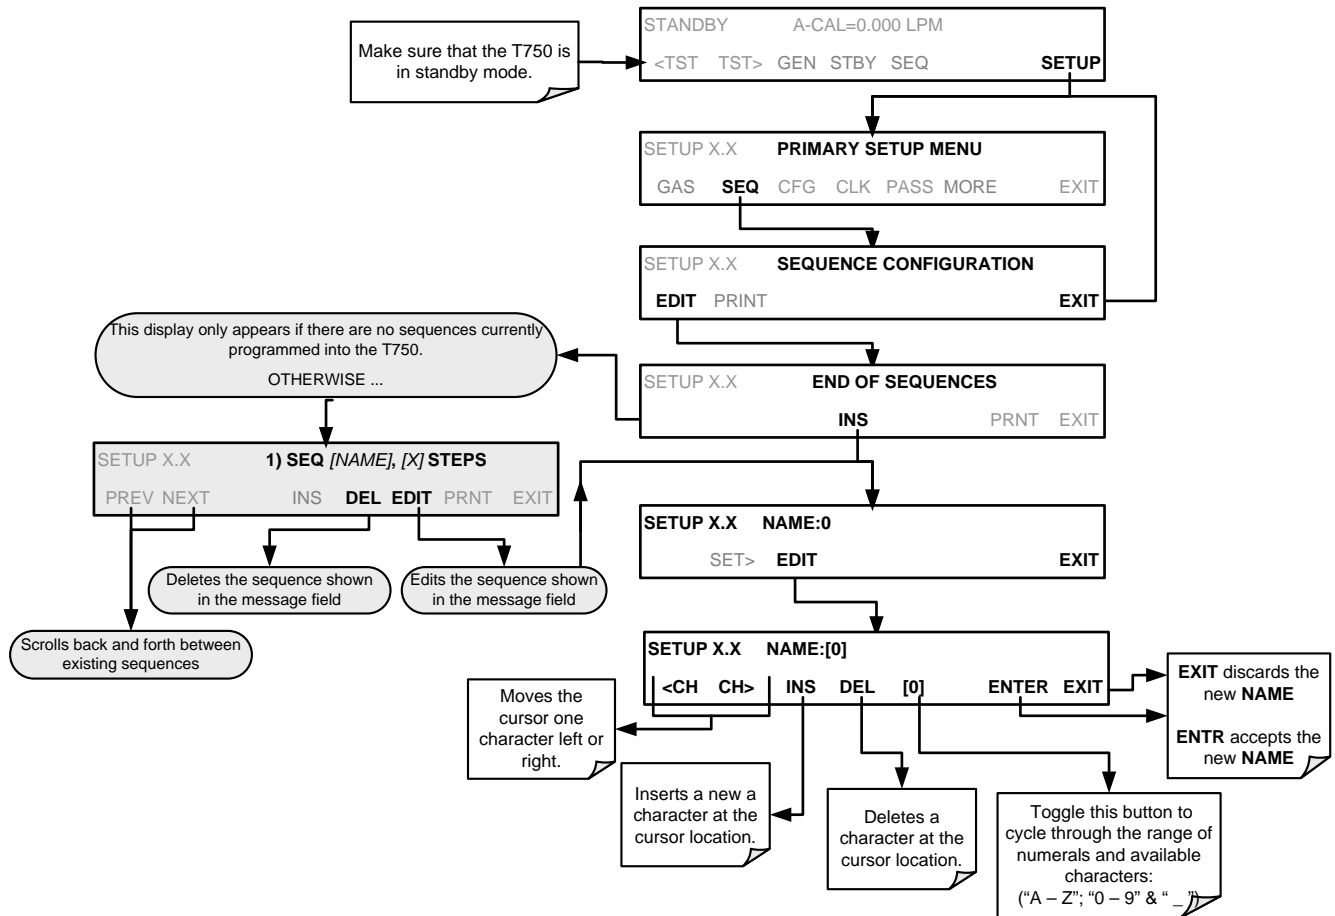 STANDBY A-CAL=0.000 LPM
<TST TST> GEN STBY SEQ SETUP
Make sure that the T750 is
in standby mode.
SETUP X.X PRIMARY SETUP MENU
GAS SEQ CFG CLK PASS MORE EXIT
SETUP X.X SEQUENCE CONFIGURATION
EDIT PRINT EXIT
This display only appears if there are no sequences currently
programmed into the T750.
OTHERWISE ...
SETUP X.X END OF SEQUENCES
INS PRNT EXIT
SETUP X.X 1) SEQ [NAME], [X] STEPS
PREV NEXT INS DEL EDIT PRNT EXIT
Deletes the sequence shown
in the message field
Edits the sequence shown
in the message field
Scrolls back and forth between
existing sequences
SETUP X.X NAME:0
SET> EDIT EXIT
SETUP X.X NAME:[0]
<CH CH> INS DEL [0] ENTER EXIT
Moves the
cursor one
character left or
right.
Inserts a new a
character at the
cursor location.
Deletes a
character at the
cursor location.
Toggle this button to
cycle through the range of
numerals and available
characters:
(“A – Z”; “0 – 9” & “ _ ”)
EXIT discards the
new NAME
ENTR accepts the
new NAME